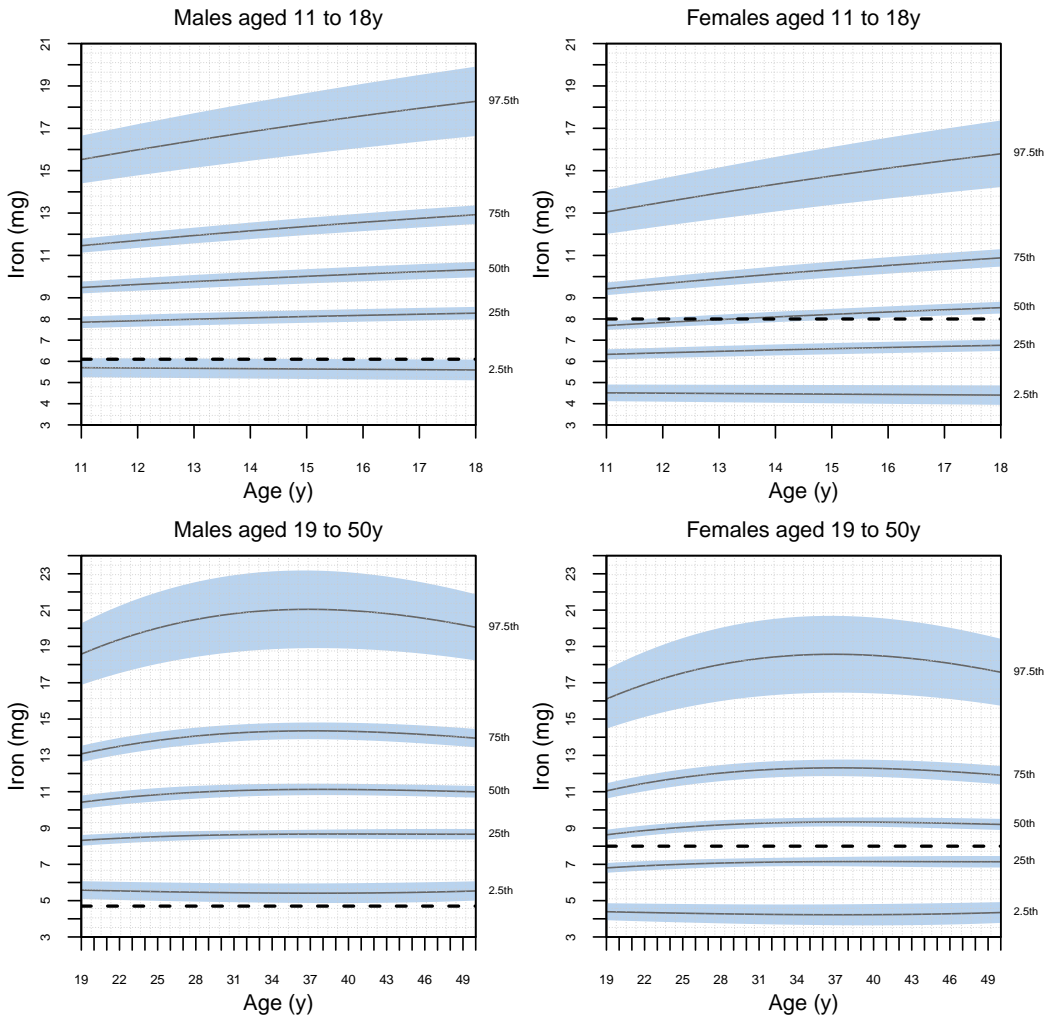 Males aged 11 to 18y
Iron (mg)
21
19
17
15
13
11
9
8
6
5
4
3
97.5th
75th
50th
25th
2.5th
11 12 13 14 15 16 17 18
Age (y)
Females aged 11 to 18y
Iron (mg)
21
19
17
15
13
11
9
8
6
5
4
3
97.5th
75th
50th
25th
2.5th
11 12 13 14 15 16 17 18
Age (y)
Males aged 19 to 50y
Iron (mg)
23
21
19
17
15
13
11
9
7
5
3
97.5th
75th
50th
25th
2.5th
19 22 25 28 31 34 37 40 43 46 49
Age (y)
Females aged 19 to 50y
Iron (mg)
23
21
19
17
15
13
11
9
7
5
3
97.5th
75th
50th
25th
2.5th
19 22 25 28 31 34 37 40 43 46 49
Age (y)